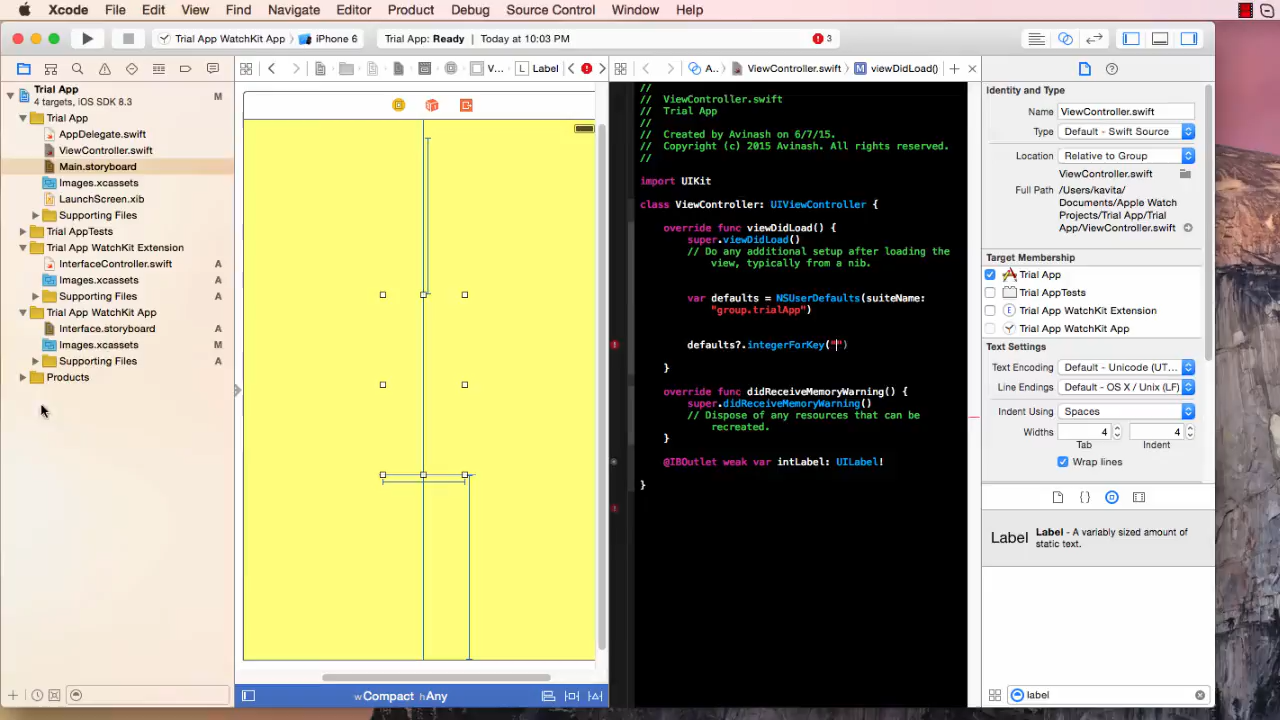 Xcode File Edit View Find Navigate Editor Product Debug Source Control Window Help
Trial App WatchKit App iPhone 6 Trial App: Ready Today at 10:03 PM 3
V... L Label A... ViewController.swift M viewDidLoad()
Trial App M
4 targets, iOS SDK 8.3
Trial App
AppDelegate.swift
ViewController.swift
Main.storyboard
Images.xcassets
LaunchScreen.xib
Supporting Files
Trial AppTests
Trial App WatchKit Extension
InterfaceController.swift A
Images.xcassets A
Supporting Files A
Trial App WatchKit App
Interface.storyboard A
Images.xcassets M
Supporting Files A
Products
wCompact hAny
//
// ViewController.swift
// Trial App
//
// Created by Avinash on 6/7/15.
// Copyright (c) 2015 Avinash. All rights reserved.
//
import UIKit
class ViewController: UIViewController {
override func viewDidLoad() {
super.viewDidLoad()
// Do any additional setup after loading the
view, typically from a nib.
var defaults = NSUserDefaults(suiteName:
"group.trialApp")
defaults?.integerForKey("")
}
override func didReceiveMemoryWarning() {
super.didReceiveMemoryWarning()
// Dispose of any resources that can be
recreated.
}
@IBOutlet weak var intLabel: UILabel!
}
Identity and Type
Name ViewController.swift
Type Default - Swift Source
Location Relative to Group
ViewController.swift
Full Path /Users/kavita/
Documents/Apple Watch
Projects/Trial App/Trial
App/ViewController.swift
Target Membership
Trial App
Trial AppTests
E Trial App WatchKit Extension
Trial App WatchKit App
Text Settings
Text Encoding Default - Unicode (UT...
Line Endings Default - OS X / Unix (LF)
Indent Using Spaces
Widths 4 4
Tab Indent
Wrap lines
{}
Label Label - A variably sized amount of
static text.
label